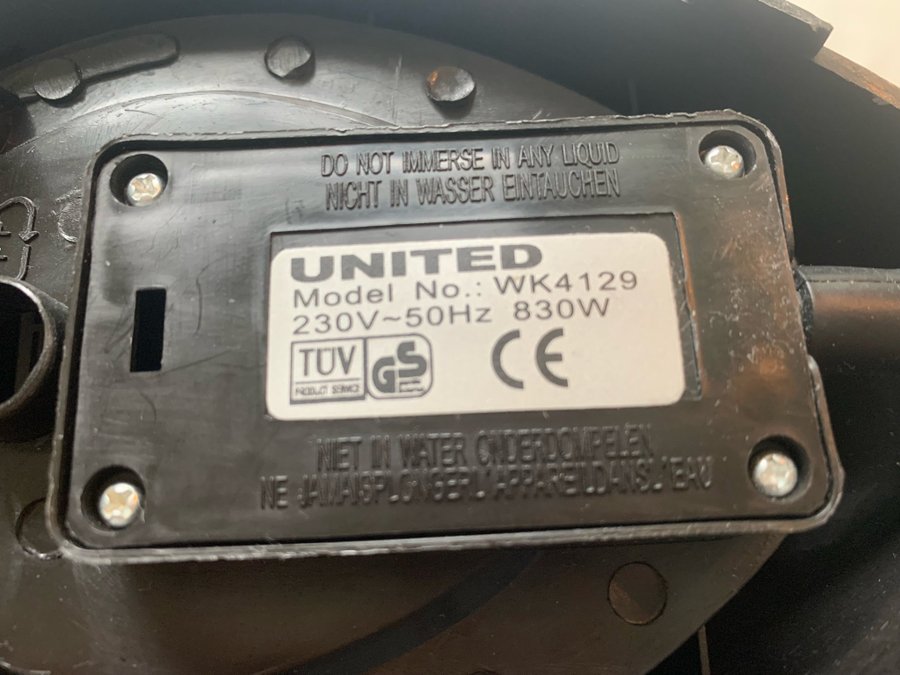 DO NOT IMMERSE IN ANY LIQUID
NICHT IN WASSER EINTAUCHEN
UNITED
Model No.: WK4129
230V~50Hz 830W
TÜV
PRODUCT SERVICE
GS
CE
NIET IN WATER ONDERDOMPELEN
NE JAMAIS PLONGER L'APPAREIL DANS L'EAU